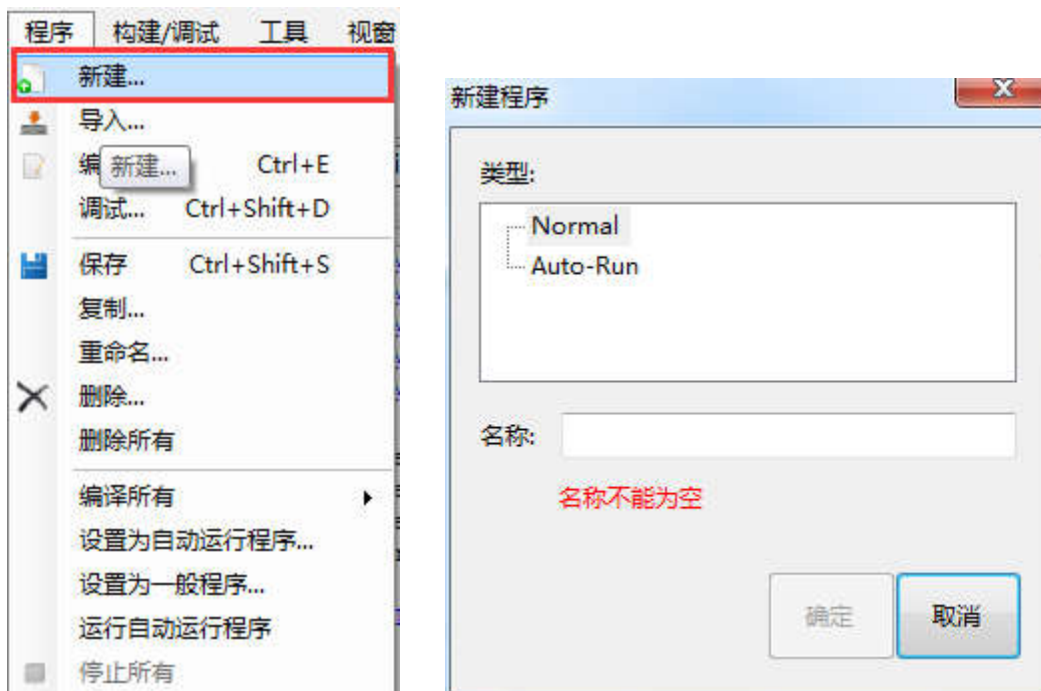 程序 构建/调试 工具 视窗
新建...
导入...
编 新建... Ctrl+E
调试... Ctrl+Shift+D
保存 Ctrl+Shift+S
复制...
重命名...
删除...
删除所有
编译所有
设置为自动运行程序...
设置为一般程序...
运行自动运行程序
停止所有
新建程序
类型:
Normal
Auto-Run
名称:
名称不能为空
确定 取消